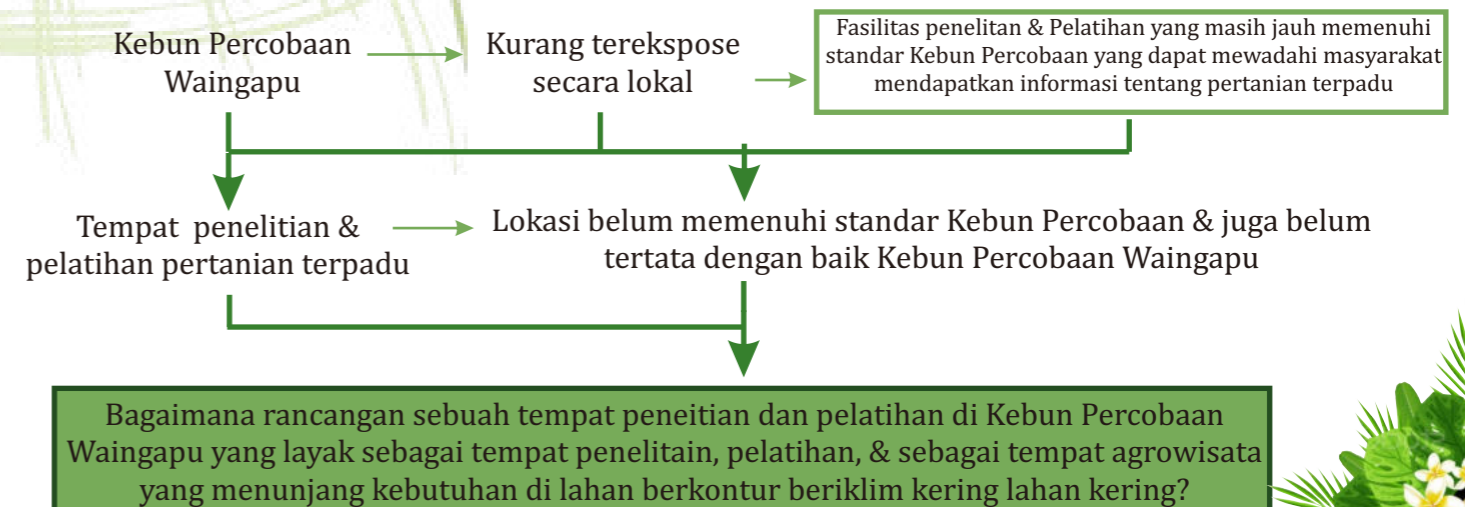 Kebun Percobaan
Waingapu
Kurang terekspose
secara lokal
Fasilitas penelitan & Pelatihan yang masih jauh memenuhi
standar Kebun Percobaan yang dapat mewadahi masyarakat
mendapatkan informasi tentang pertanian terpadu
Tempat penelitian &
pelatihan pertanian terpadu
Lokasi belum memenuhi standar Kebun Percobaan & juga belum
tertata dengan baik Kebun Percobaan Waingapu
Bagaimana rancangan sebuah tempat peneitian dan pelatihan di Kebun Percobaan
Waingapu yang layak sebagai tempat penelitain, pelatihan, & sebagai tempat agrowisata
yang menunjang kebutuhan di lahan berkontur beriklim kering lahan kering?